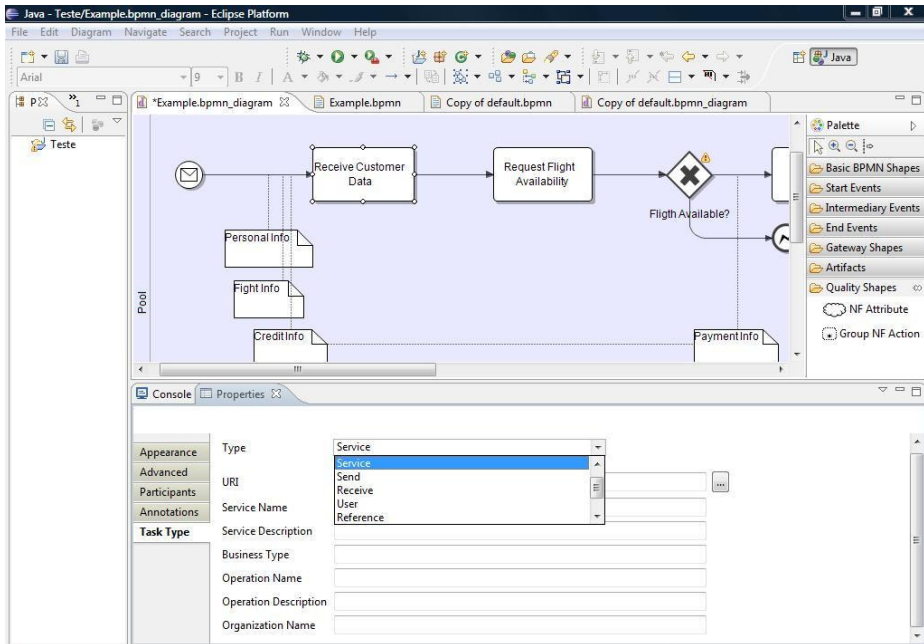 Java - Teste/Example.bpmn_diagram - Eclipse Platform
File Edit Diagram Navigate Search Project Run Window Help
Java
Arial 9 B I A
P 1
*Example.bpmn_diagram Example.bpmn Copy of default.bpmn Copy of default.bpmn_diagram
Teste
Palette
Basic BPMN Shapes
Start Events
Intermediary Events
End Events
Gateway Shapes
Artifacts
Quality Shapes
NF Attribute
Group NF Action
Pool
Receive Customer
Data
Request Flight
Availability
Fligth Available?
Personal Info
Fight Info
Credit Info
Payment Info
Console Properties
Appearance
Advanced
Participants
Annotations
Task Type
Type Service
Service
Send
Receive
User
Reference
URI ...
Service Name
Service Description
Business Type
Operation Name
Operation Description
Organization Name